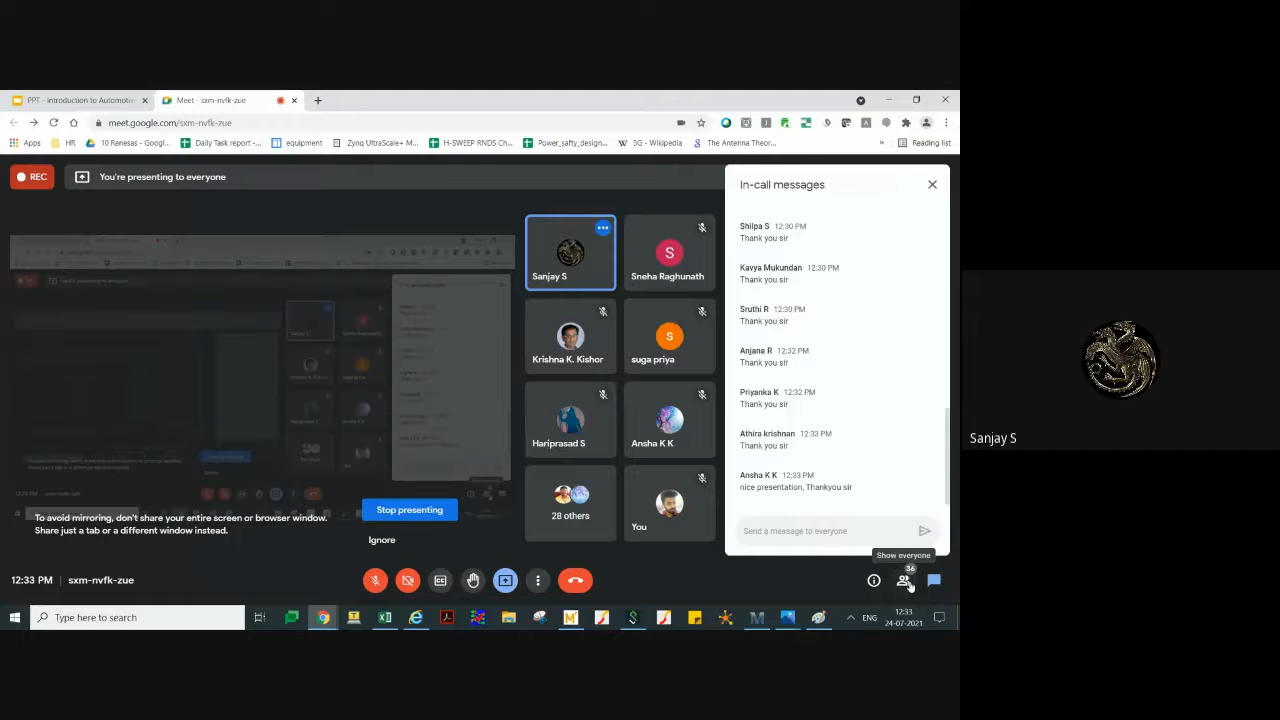 PPT - Introduction to Automotiv
Meet - sxm-nvfk-zue
meet.google.com/sxm-nvfk-zue
Apps
HR
10 Renesas- Googl...
Daily Task report -...
equipment
Zynq UltraScale+ M...
H-SWEEP RNDS Ch...
Power_safty_design...
5G - Wikipedia
The Antenna Theor...
»
Reading list
REC
You're presenting to everyone
In-call messages
Shilpa S 12:30 PM
Thank you sir
Kavya Mukundan 12:30 PM
Thank you sir
Sruthi R 12:30 PM
Thank you sir
Anjana R 12:32 PM
Thank you sir
Priyanka K 12:32 PM
Thank you sir
Athira krishnan 12:33 PM
Thank you sir
Ansha K K 12:33 PM
nice presentation, Thankyou sir
Send a message to everyone
Show everyone
Sanjay S
S
Sneha Raghunath
Krishna K. Kishor
S
suga priya
Hariprasad S
Ansha K K
28 others
You
Stop presenting
To avoid mirroring, don't share your entire screen or browser window.
Share just a tab or a different window instead.
Ignore
12:33 PM | sxm-nvfk-zue
36
Type here to search
ENG
12:33
24-07-2021
Sanjay S